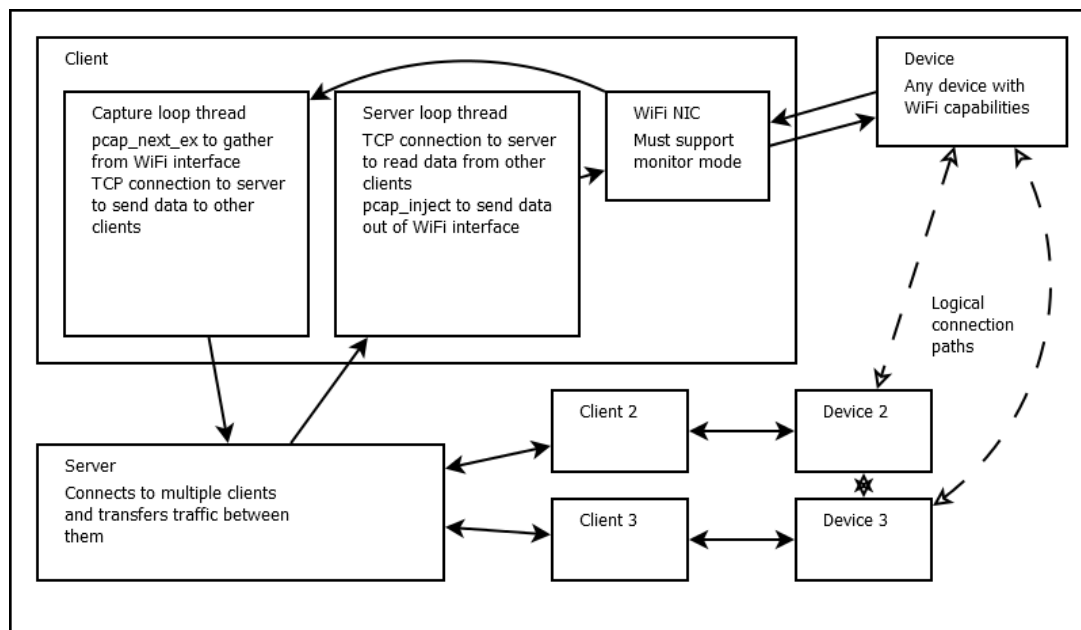 Client
Capture loop thread
pcap_next_ex to gather
from WiFi interface
TCP connection to server
to send data to other
clients
Server loop thread
TCP connection to server
to read data from other
clients
pcap_inject to send data
out of WiFi interface
WiFi NIC
Must support
monitor mode
Device
Any device with
WiFi capabilities
Logical
connection
paths
Client 2
Device 2
Server
Connects to multiple clients
and transfers traffic between
them
Client 3
Device 3